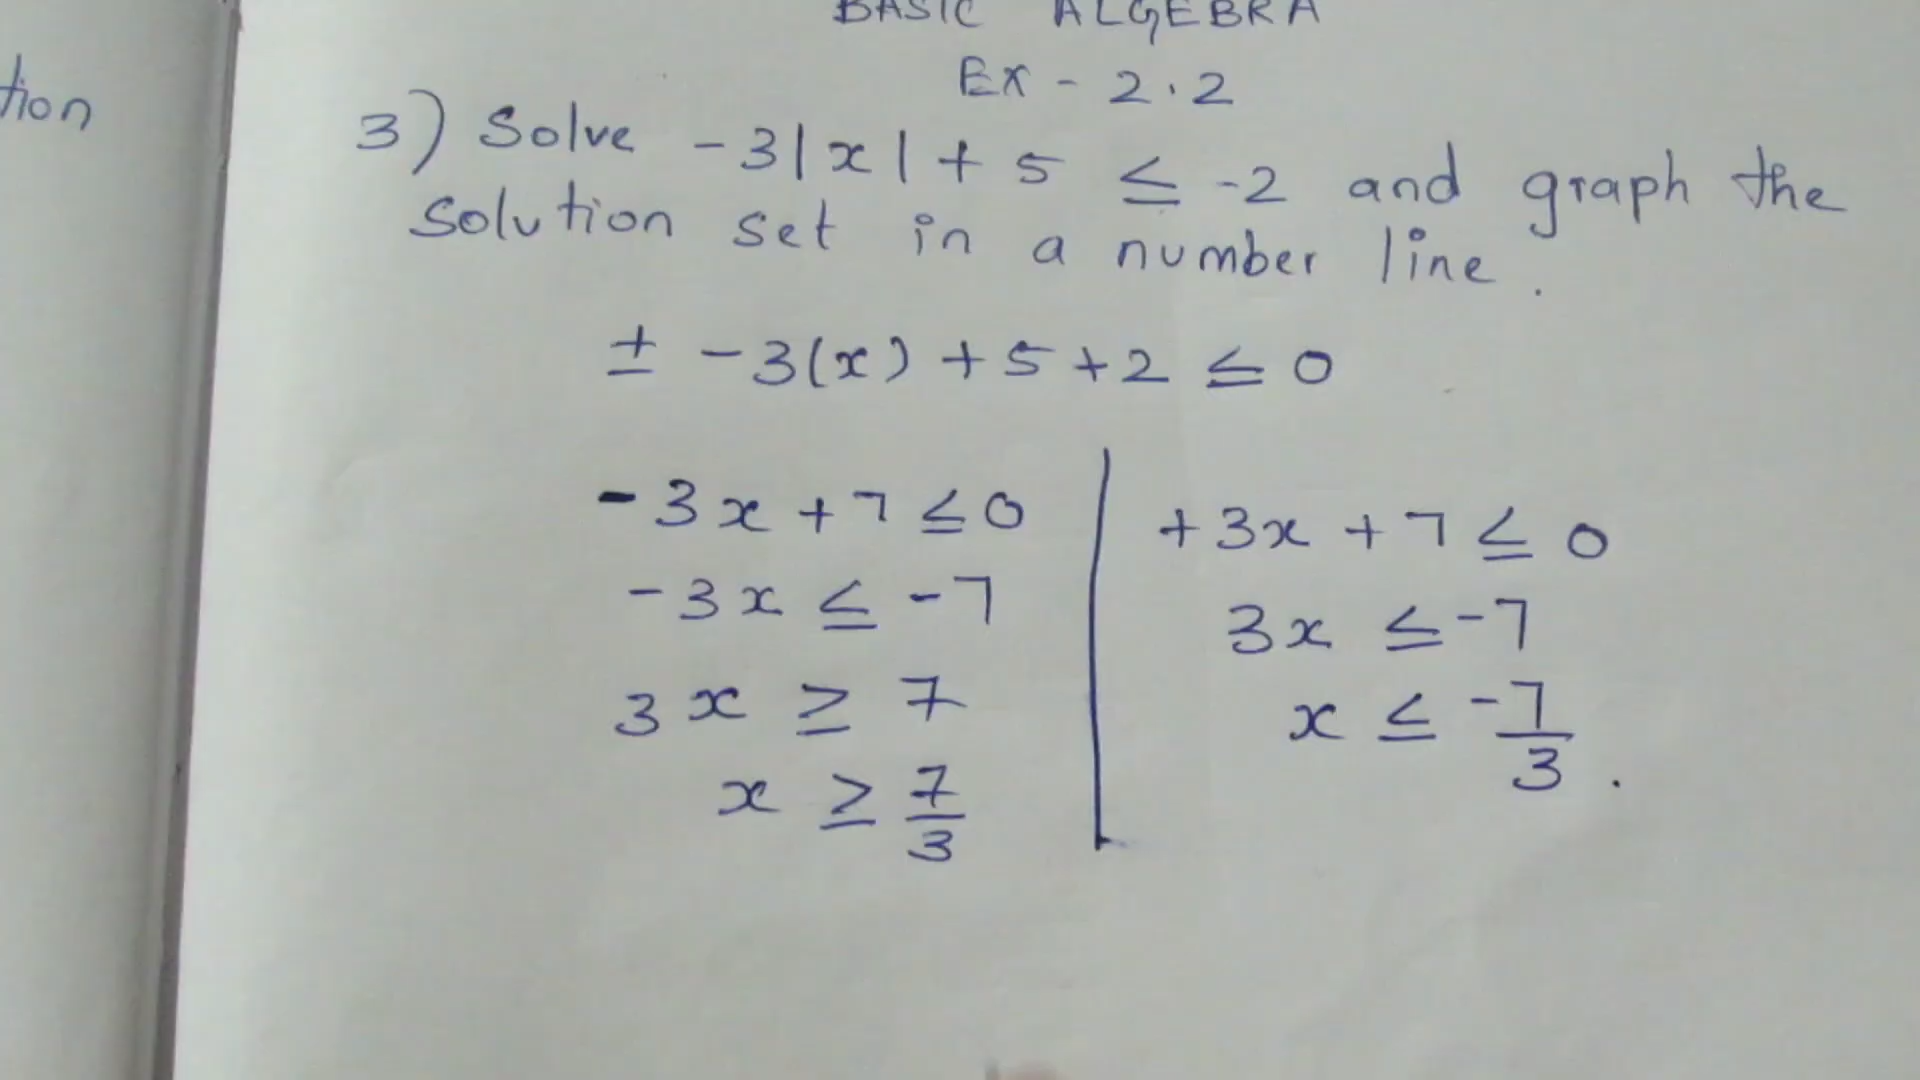 tion
BASIC ALGEBRA
Ex - 2.2
3) Solve -3|x| + 5 ≤ -2 and graph the
solution set in a number line.
± -3(x) + 5 + 2 ≤ 0
-3x + 7 ≤ 0
-3x ≤ -7
3x ≥ 7
x ≥ 7/3
+3x + 7 ≤ 0
3x ≤ -7
x ≤ -7/3.